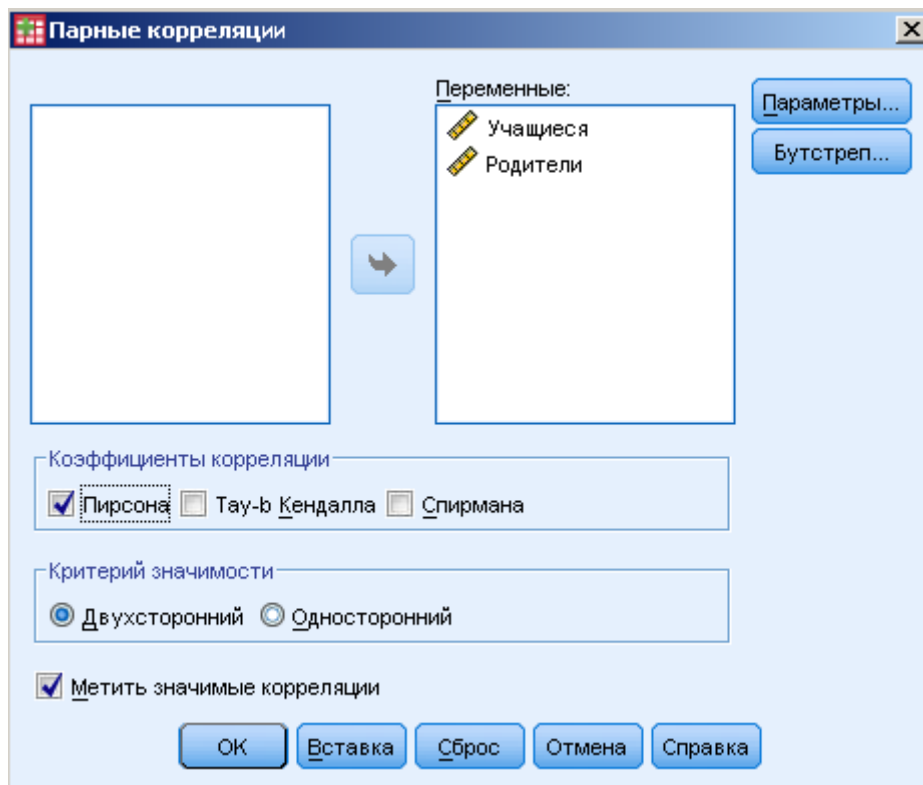 Парные корреляции
Переменные:
Учащиеся
Родители
Параметры...
Бутстреп...
Коэффициенты корреляции
Пирсона Тау-b Кендалла Спирмана
Критерий значимости
Двухсторонний Односторонний
Метить значимые корреляции
ОК Вставка Сброс Отмена Справка